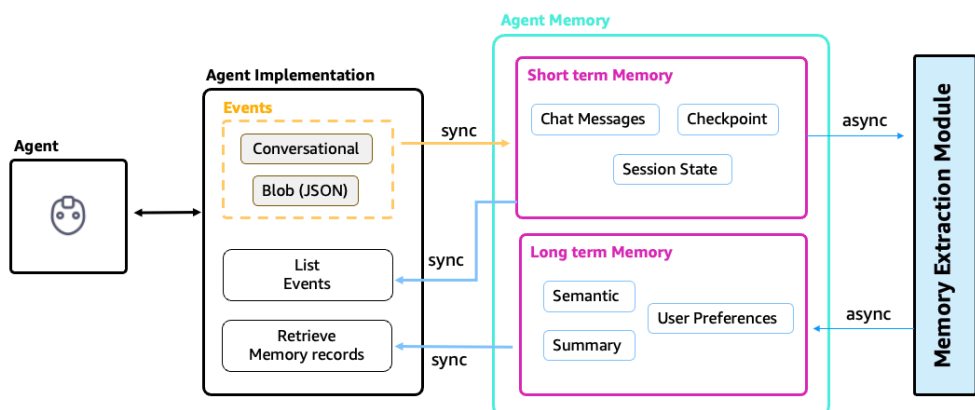 Agent Memory
Agent Implementation
Short term Memory
Events
Chat Messages
Checkpoint
sync
async
Conversational
Agent
Session State
Blob (JSON)
Memory Extraction Module
List
Events
sync
Long term Memory
Semantic
User Preferences
async
Retrieve
Memory records
Summary
sync